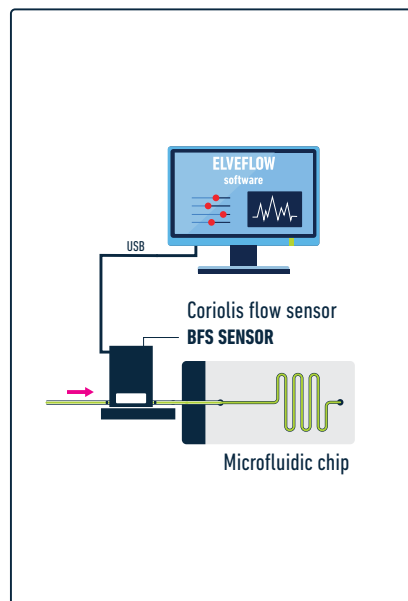 ELVEFLOW
software
USB
Coriolis flow sensor
BFS SENSOR
Microfluidic chip